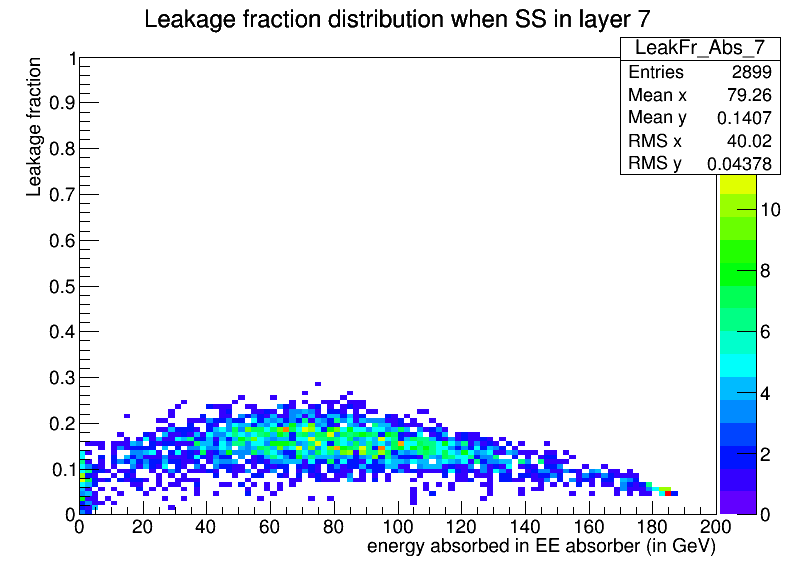 Leakage fraction distribution when SS in layer 7
LeakFr_Abs_7
Entries 2899
Mean x 79.26
Mean y 0.1407
RMS x 40.02
RMS y 0.04378
Leakage fraction
1
0.9
0.8
0.7
0.6
0.5
0.4
0.3
0.2
0.1
0
0 20 40 60 80 100 120 140 160 180 200
energy absorbed in EE absorber (in GeV)
10
8
6
4
2
0